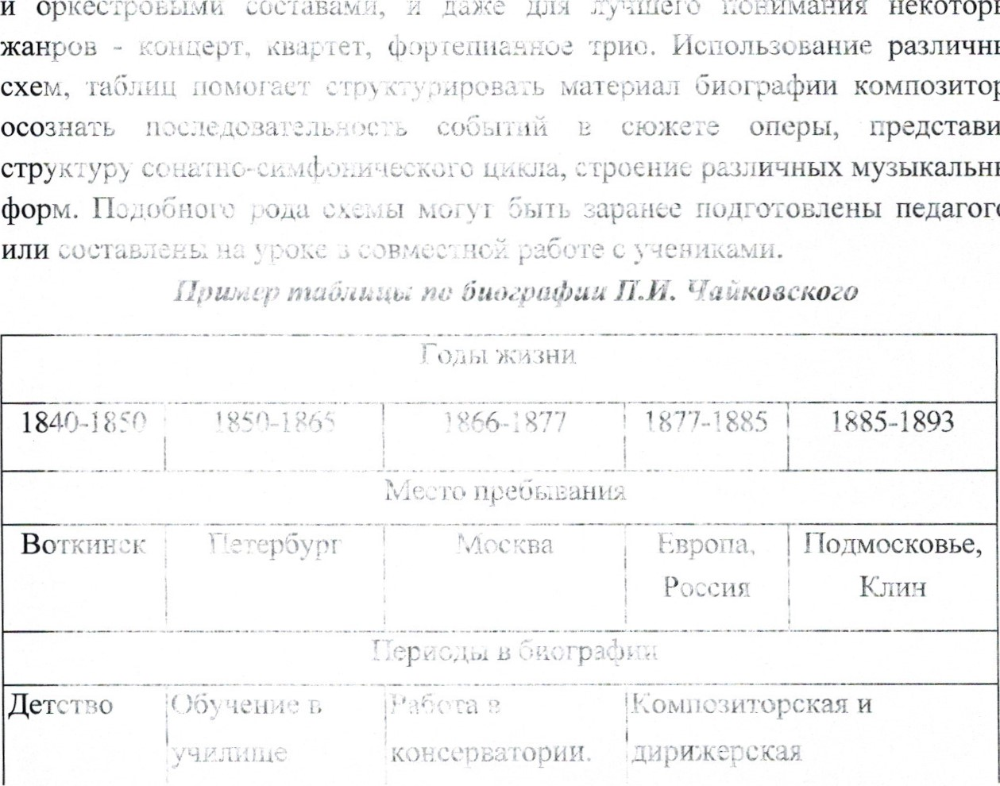 и оркестровыми составами, и даже для лучшего понимания некоторы
жанров - концерт, квартет, фортепианное трио. Использование различны
схем, таблиц помогает структурировать материал биографии композитор
осознать последовательность событий в сюжете оперы, представи
структуру сонатно-симфонического цикла, строение различных музыкальны
форм. Подобного рода схемы могут быть заранее подготовлены педагого
или составлены на уроке в совместной работе с учениками.
Пример таблицы по биографии П.И. Чайковского
Годы жизни
1840-1850 1850-1865 1866-1877 1877-1885 1885-1893
Место пребывания
Воткинск Петербург Москва Европа, Подмосковье,
Россия Клин
Периоды в биографии
Детство Обучение в Работа в Композиторская и
училище консерватории. дирижерская